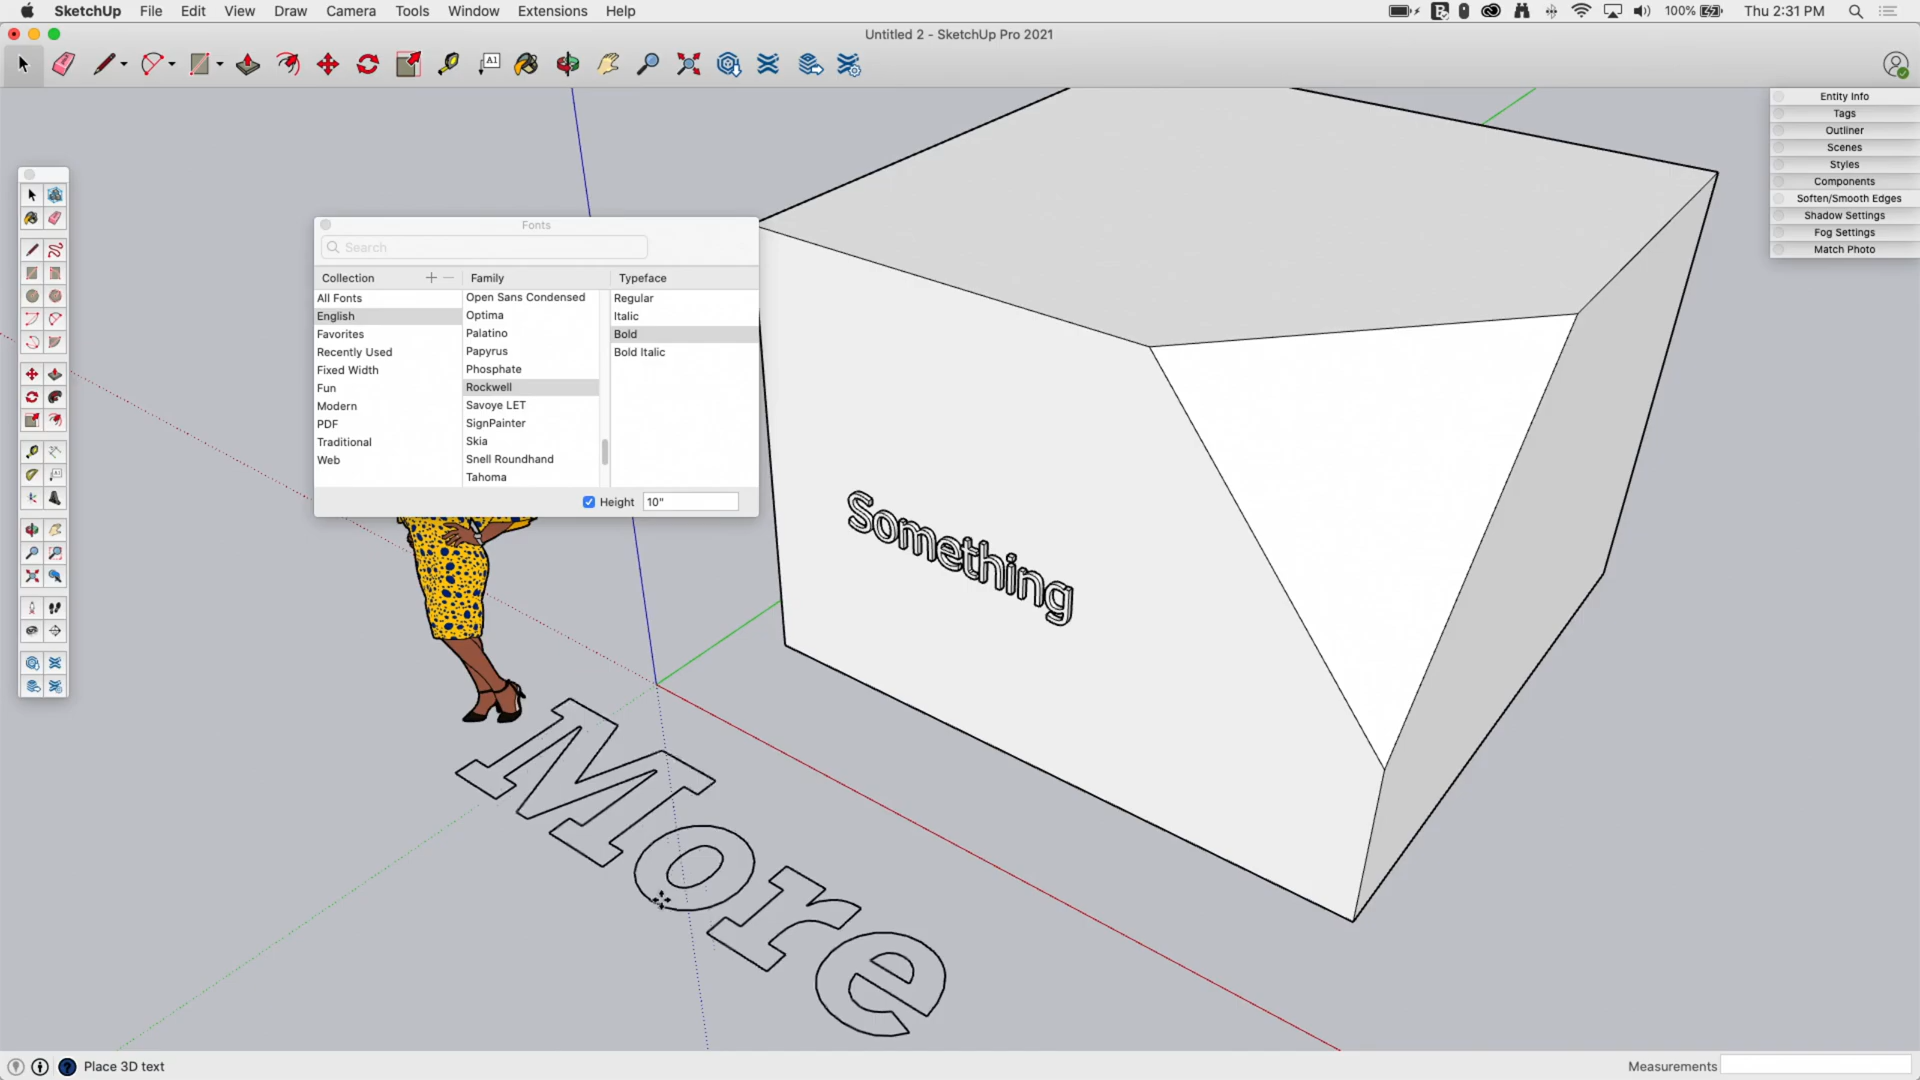 SketchUp File Edit View Draw Camera Tools Window Extensions Help 100% Thu 2:31 PM
Untitled 2 - SketchUp Pro 2021
A1
Entity Info
Tags
Outliner
Scenes
Styles
Components
Soften/Smooth Edges
Shadow Settings
Fog Settings
Match Photo
Fonts
Search
Collection + − Family Typeface
All Fonts Open Sans Condensed Regular
English Optima Italic
Favorites Palatino Bold
Recently Used Papyrus Bold Italic
Fixed Width Phosphate
Fun Rockwell
Modern Savoye LET
PDF SignPainter
Traditional Skia
Web Snell Roundhand
Tahoma
Height 10"
Something
More
Place 3D text Measurements